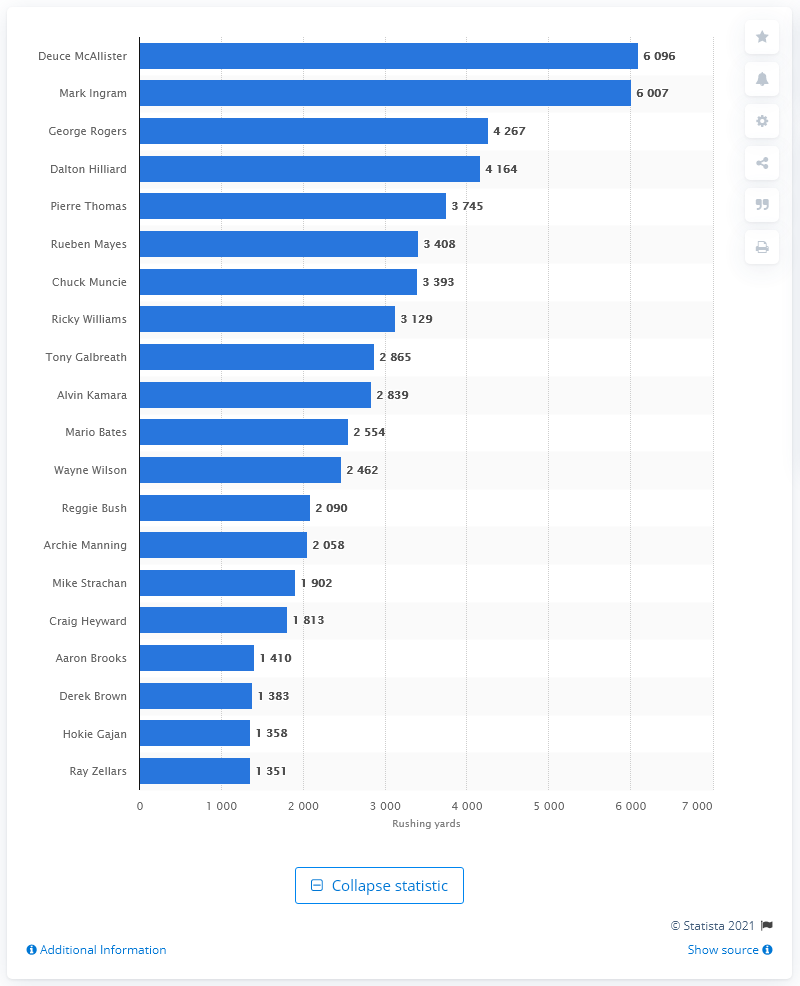 Deuce McAllister 6 096
Mark Ingram 6 007
George Rogers 4 267
Dalton Hilliard 4 164
Pierre Thomas 3 745
Rueben Mayes 3 408
Chuck Muncie 3 393
Ricky Williams 3 129
Tony Galbreath 2 865
Alvin Kamara 2 839
Mario Bates 2 554
Wayne Wilson 2 462
Reggie Bush 2 090
Archie Manning 2 058
Mike Strachan 1 902
Craig Heyward 1 813
Aaron Brooks 1 410
Derek Brown 1 383
Hokie Gajan 1 358
Ray Zellars 1 351
0 1 000 2 000 3 000 4 000 5 000 6 000 7 000
Rushing yards
Collapse statistic
© Statista 2021
Additional Information Show source